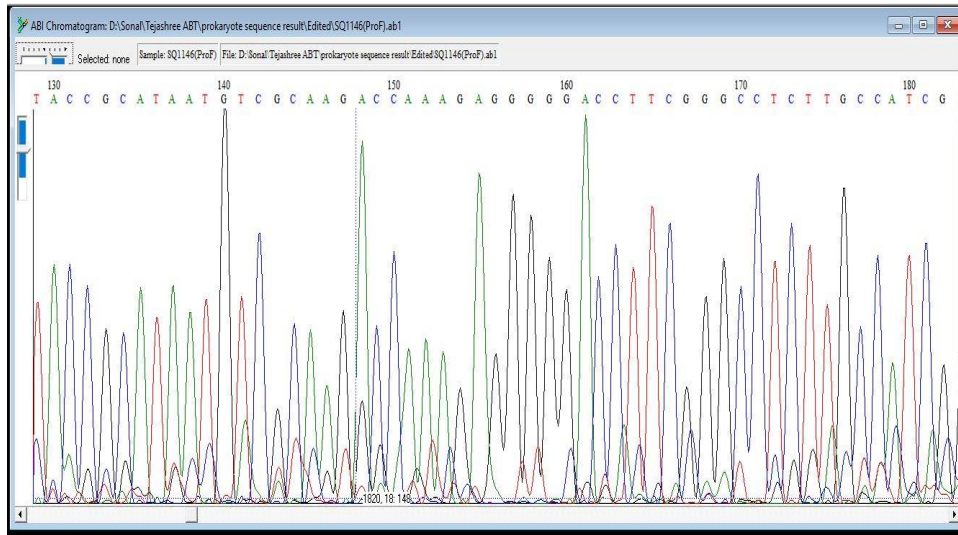 ABI Chromatogram: D:\Sonal\Tejashree ABT\prokaryote sequence result\Edited\SQ1146(ProF).ab1
Selected: none Sample: SQ1146(ProF) File: D:\Sonal\Tejashree ABT\prokaryote sequence result\Edited\SQ1146(ProF).ab1
130 140 150 160 170 180
T A C C G C A T A A T G T C G C A A G A C C A A A G A G G G G G A C C T T C G G G C C T C T T G C C A T C G
1820, 18: 148